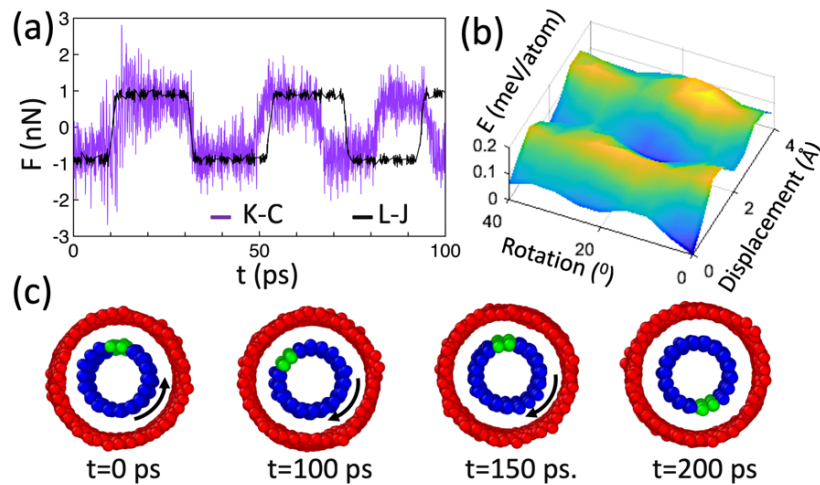 (a)
3
2
1
0
-1
-2
-3
F (nN)
K-C
L-J
0
50
100
t (ps)
(b)
E (meV/atom)
0.2
0.1
0
40
20
0
Rotation (⁰)
0
2
4
Displacement (Å)
(c)
t=0 ps
t=100 ps
t=150 ps.
t=200 ps